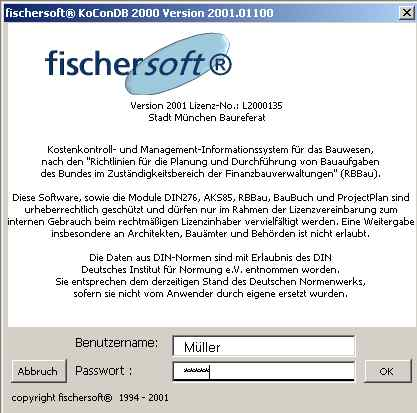 fischersoft® KoConDB 2000 Version 2001.01100
fischersoft®
Version 2001 Lizenz-No.: L2000135
Stadt München Baureferat
Kostenkontroll- und Management-Informationssystem für das Bauwesen,
nach den "Richtlinien für die Planung und Durchführung von Bauaufgaben
des Bundes im Zuständigkeitsbereich der Finanzbauverwaltungen" (RBBau).
Diese Software, sowie die Module DIN276, AKS85, RBBau, BauBuch und ProjectPlan sind
urheberrechtlich geschützt und dürfen nur im Rahmen der Lizenzvereinbarung zum
internen Gebrauch beim rechtmäßigen Lizenzinhaber vervielfältigt werden. Eine Weitergabe
insbesondere an Architekten, Bauämter und Behörden ist nicht erlaubt.
Die Daten aus DIN-Normen sind mit Erlaubnis des DIN
Deutsches Institut für Normung e.V. entnommen worden.
Sie entsprechen dem derzeitigen Stand des Deutschen Normenwerks,
sofern sie nicht vom Anwender durch eigene ersetzt wurden.
Benutzername: Müller
Abbruch Passwort : ***** OK
copyright fischersoft® 1994 - 2001